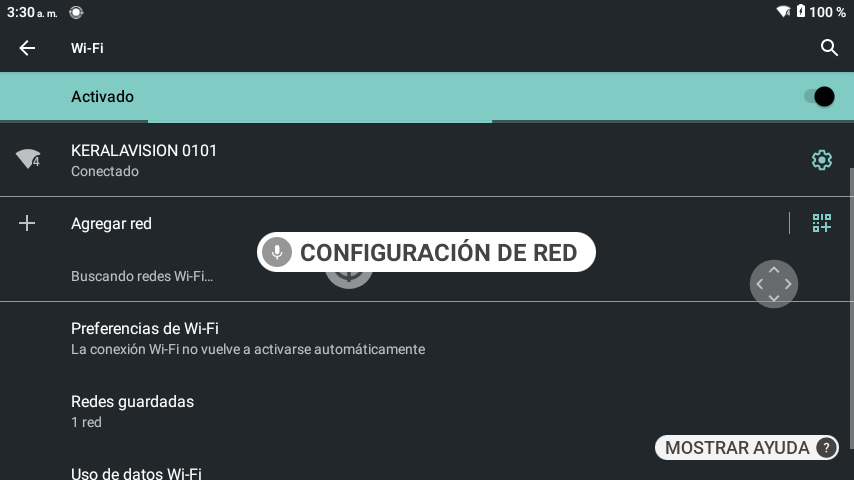 3:30 a. m.
100 %
Wi-Fi
Activado
KERALAVISION 0101
4
Conectado
Agregar red
CONFIGURACIÓN DE RED
Buscando redes Wi-Fi…
Preferencias de Wi-Fi
La conexión Wi-Fi no vuelve a activarse automáticamente
Redes guardadas
1 red
MOSTRAR AYUDA ?
Uso de datos Wi-Fi